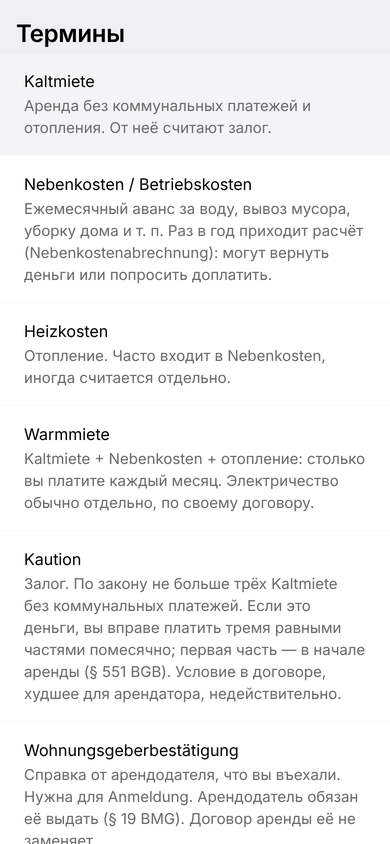 Термины
Kaltmiete
Аренда без коммунальных платежей и
отопления. От неё считают залог.
Nebenkosten / Betriebskosten
Ежемесячный аванс за воду, вывоз мусора,
уборку дома и т. п. Раз в год приходит расчёт
(Nebenkostenabrechnung): могут вернуть
деньги или попросить доплатить.
Heizkosten
Отопление. Часто входит в Nebenkosten,
иногда считается отдельно.
Warmmiete
Kaltmiete + Nebenkosten + отопление: столько
вы платите каждый месяц. Электричество
обычно отдельно, по своему договору.
Kaution
Залог. По закону не больше трёх Kaltmiete
без коммунальных платежей. Если это
деньги, вы вправе платить тремя равными
частями помесячно; первая часть — в начале
аренды (§ 551 BGB). Условие в договоре,
худшее для арендатора, недействительно.
Wohnungsgeberbestätigung
Справка от арендодателя, что вы въехали.
Нужна для Anmeldung. Арендодатель обязан
её выдать (§ 19 BMG). Договор аренды её не
заменяет.